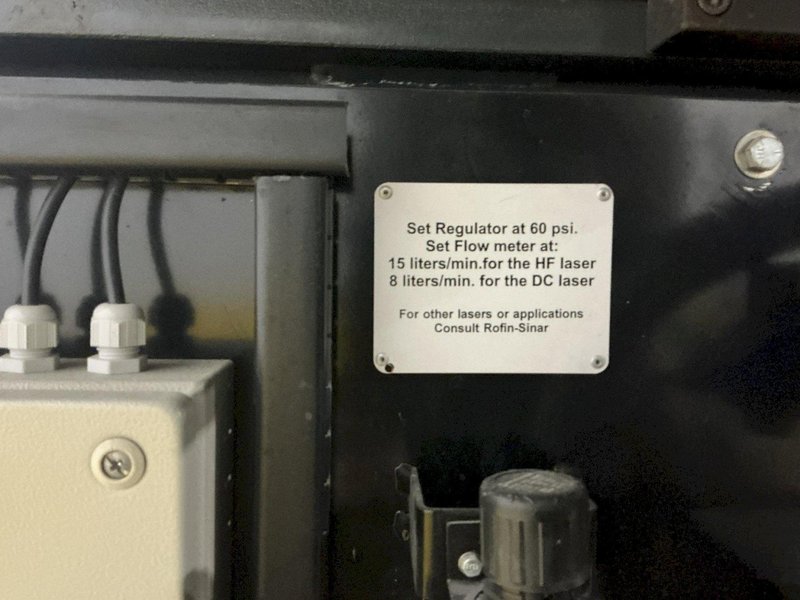 Set Regulator at 60 psi.
Set Flow meter at:
15 liters/min.for the HF laser
8 liters/min. for the DC laser
For other lasers or applications
Consult Rofin-Sinar